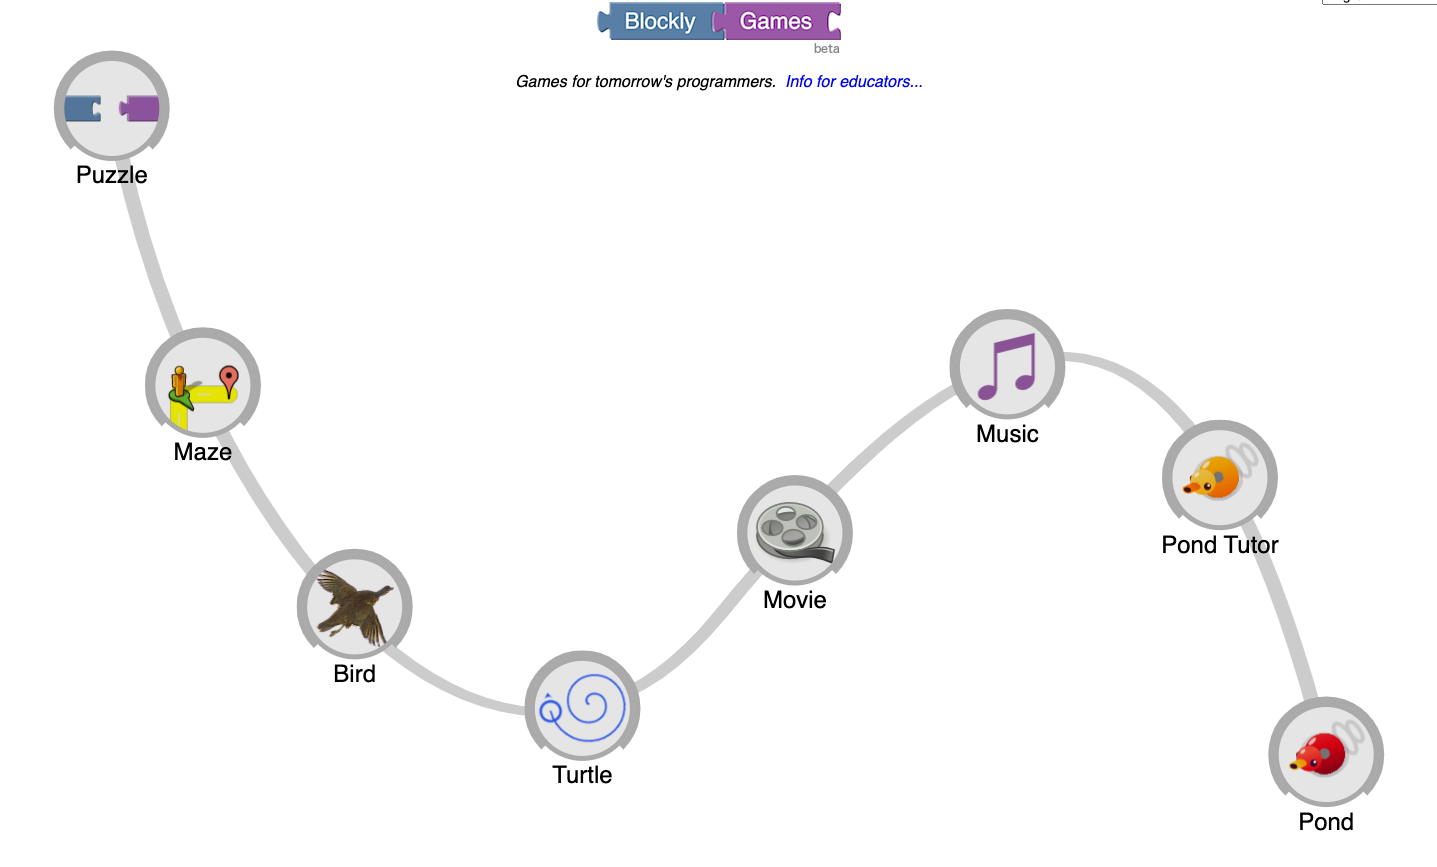 Blockly Games
beta
Games for tomorrow's programmers. Info for educators...
Puzzle
Maze
Bird
Turtle
Movie
Music
Pond Tutor
Pond